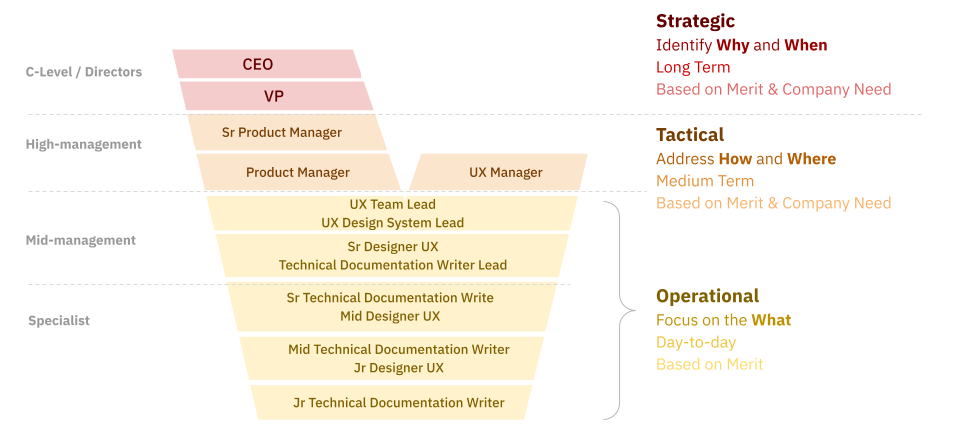 C-Level / Directors
CEO
VP
Strategic
Identify Why and When
Long Term
Based on Merit & Company Need
High-management
Sr Product Manager
Product Manager
UX Manager
Tactical
Address How and Where
Medium Term
Based on Merit & Company Need
Mid-management
UX Team Lead
UX Design System Lead
Sr Designer UX
Technical Documentation Writer Lead
Specialist
Sr Technical Documentation Write
Mid Designer UX
Mid Technical Documentation Writer
Jr Designer UX
Jr Technical Documentation Writer
Operational
Focus on the What
Day-to-day
Based on Merit